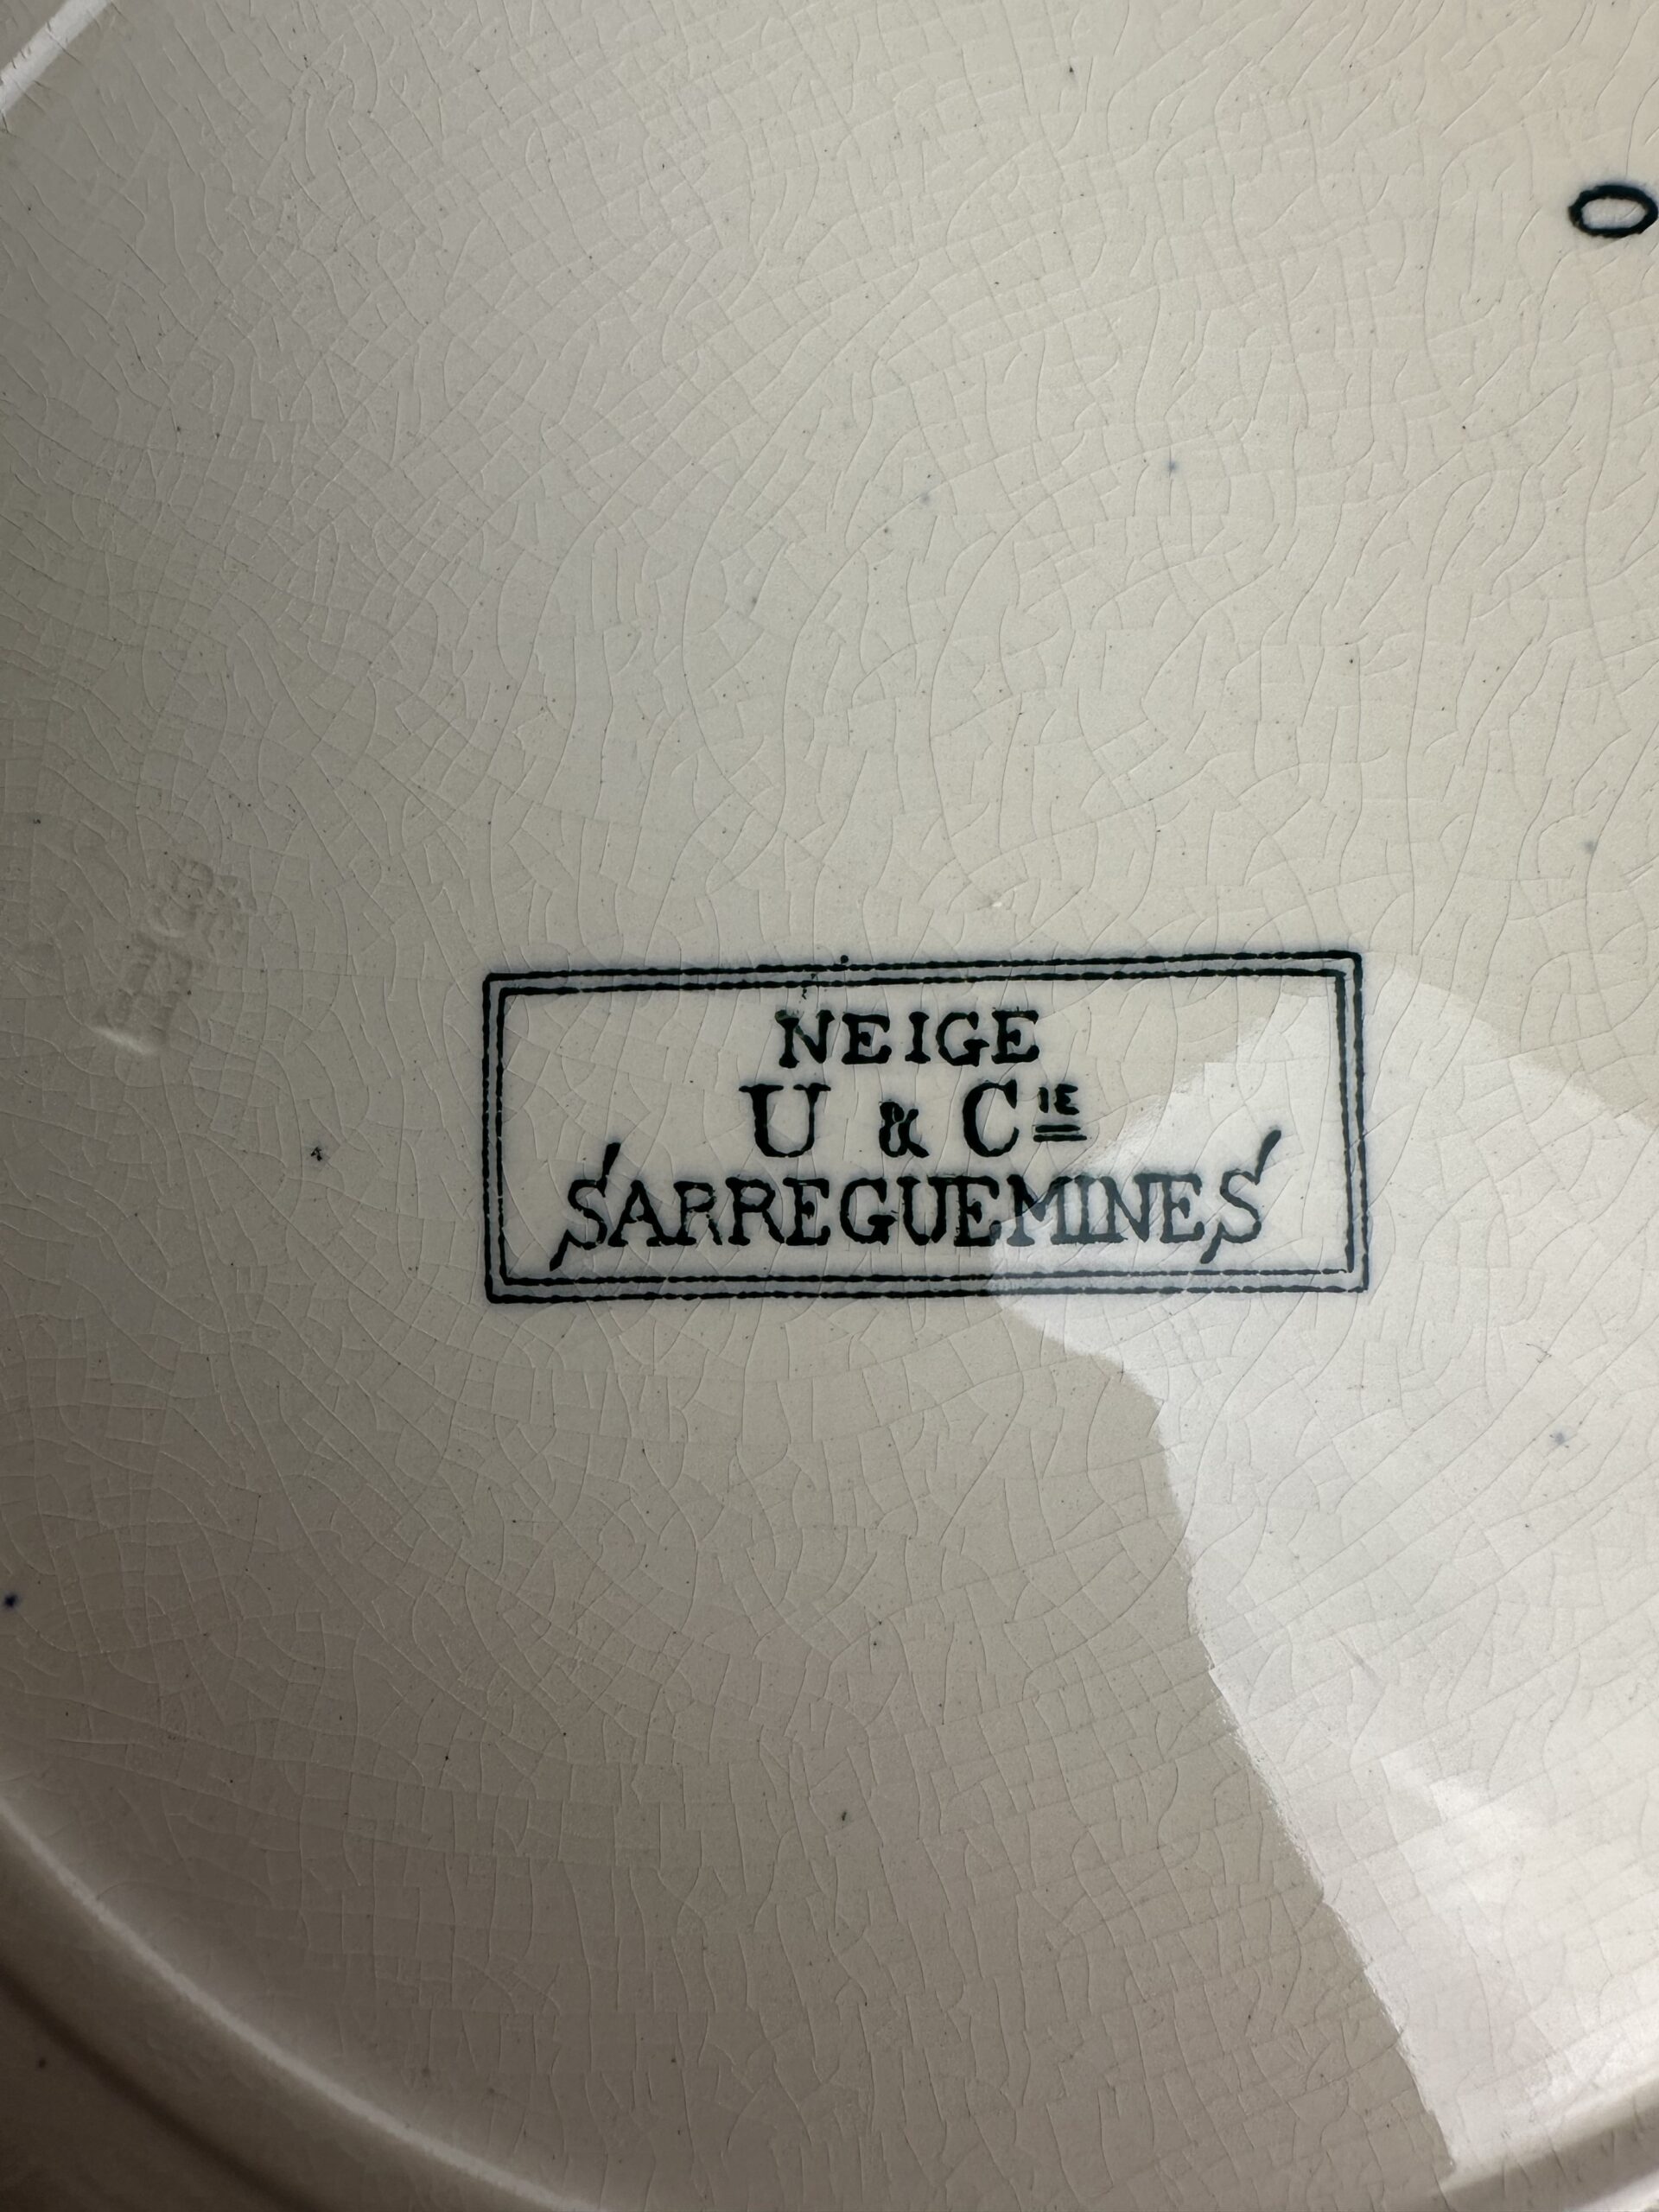 O
NEIGE
U & CIE
SARREGUEMINES